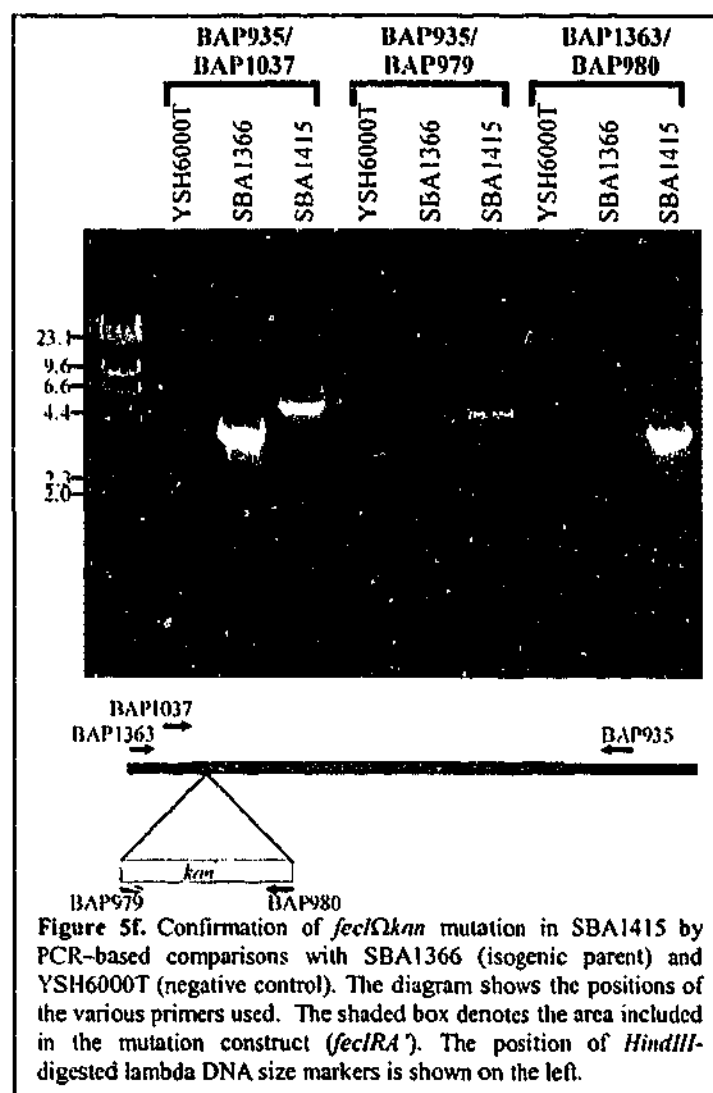 BAP935/ BAP935/ BAP1363/
BAP1037 BAP979 BAP980
YSH6000T SBA1366 SBA1415 YSH6000T SBA1366 SBA1415 YSH6000T SBA1366 SBA1415
23.1
9.6
6.6
4.4
2.3
2.0
BAP1037
BAP1363
BAP935
kan
BAP979
BAP980
Figure 5f. Confirmation of fecIΩkan mutation in SBA1415 by
PCR-based comparisons with SBA1366 (isogenic parent) and
YSH6000T (negative control). The diagram shows the positions of
the various primers used. The shaded box denotes the area included
in the mutation construct (fecIRA'). The position of HindIII-
digested lambda DNA size markers is shown on the left.